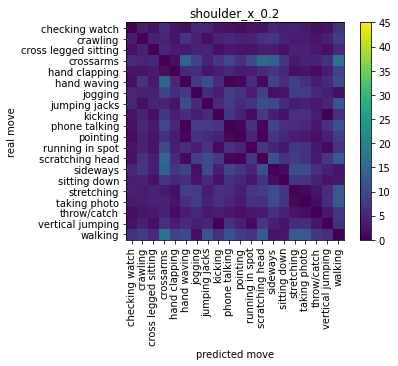 shoulder_x_0.2
real move
checking watch
crawling
cross legged sitting
crossarms
hand clapping
hand waving
jogging
jumping jacks
kicking
phone talking
pointing
running in spot
scratching head
sideways
sitting down
stretching
taking photo
throw/catch
vertical jumping
walking
checking watch
crawling
cross legged sitting
crossarms
hand clapping
hand waving
jogging
jumping jacks
kicking
phone talking
pointing
running in spot
scratching head
sideways
sitting down
stretching
taking photo
throw/catch
vertical jumping
walking
predicted move
45
40
35
30
25
20
15
10
5
0